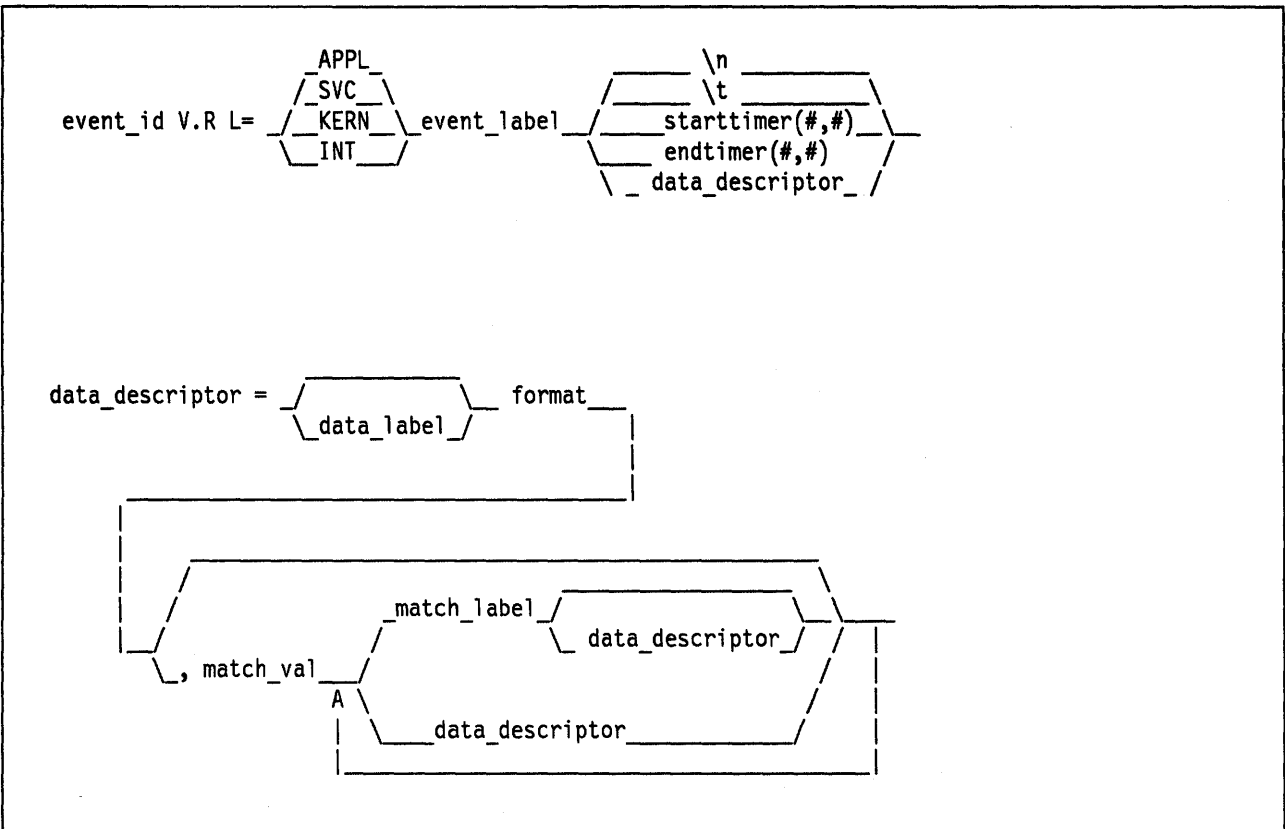 APPL \n
SVC \t
event_id V.R L= KERN event_label starttimer(#,#)
INT endtimer(#,#)
data_descriptor
data_descriptor = format
data_label
match_label
data_descriptor
, match_val
A
data_descriptor